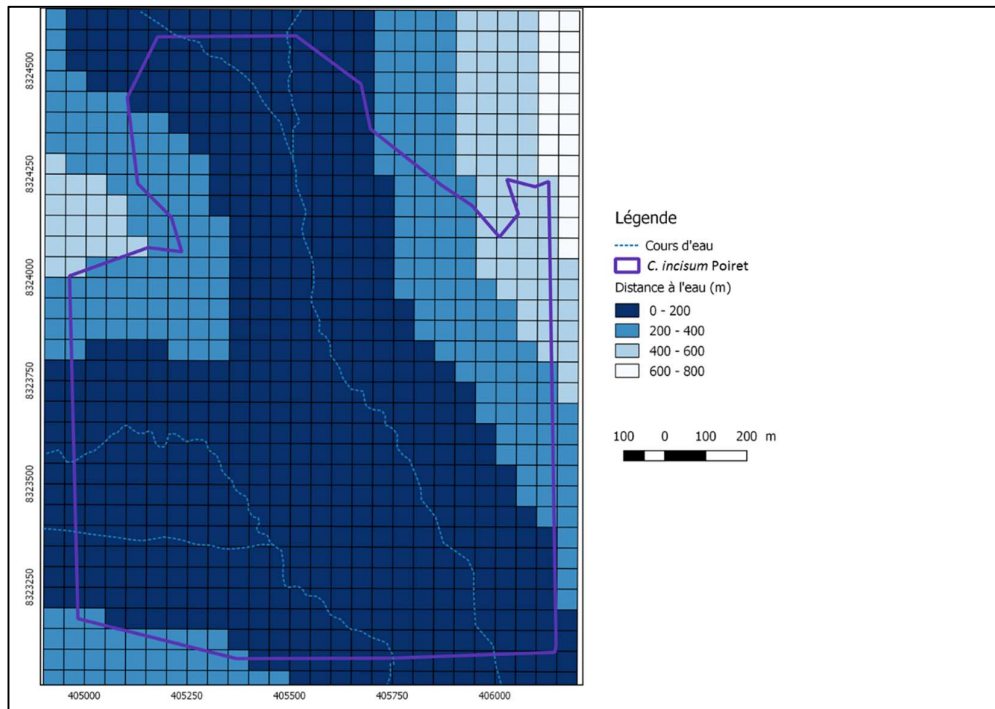 8324500
8324250
8324000
8323750
8323500
8323250
405000
405250
405500
405750
406000
Légende
Cours d'eau
C. incisum Poiret
Distance à l'eau (m)
0 - 200
200 - 400
400 - 600
600 - 800
100 0 100 200 m